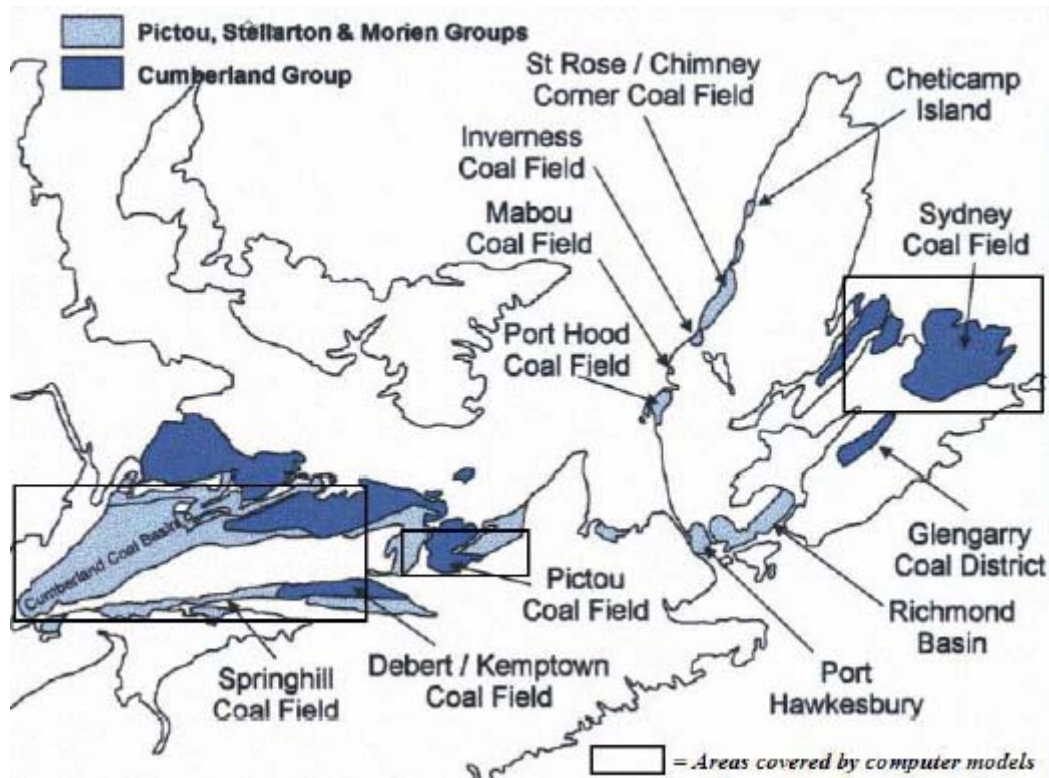 Pictou, Stellarton & Morien Groups
Cumberland Group
St Rose / Chimney
Corner Coal Field
Cheticamp
Island
Inverness
Coal Field
Mabou
Coal Field
Sydney
Coal Field
Port Hood
Coal Field
Cumberland Coal Basin
Glengarry
Coal District
Pictou
Coal Field
Richmond
Basin
Debert / Kemptown
Coal Field
Springhill
Coal Field
Port
Hawkesbury
= Areas covered by computer models